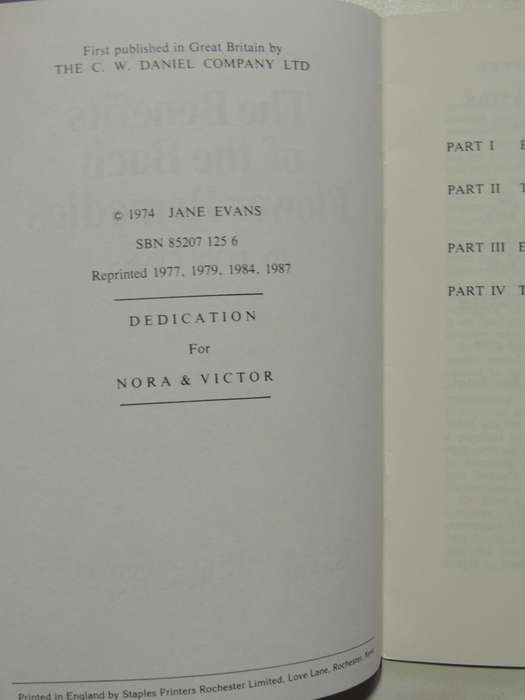 First published in Great Britain by
THE C. W. DANIEL COMPANY LTD
© 1974 JANE EVANS
SBN 85207 125 6
Reprinted 1977, 1979, 1984, 1987
DEDICATION
For
NORA & VICTOR
Printed in England by Staples Printers Rochester Limited, Love Lane, Rochester, Kent
PART I
PART II
PART III
PART IV